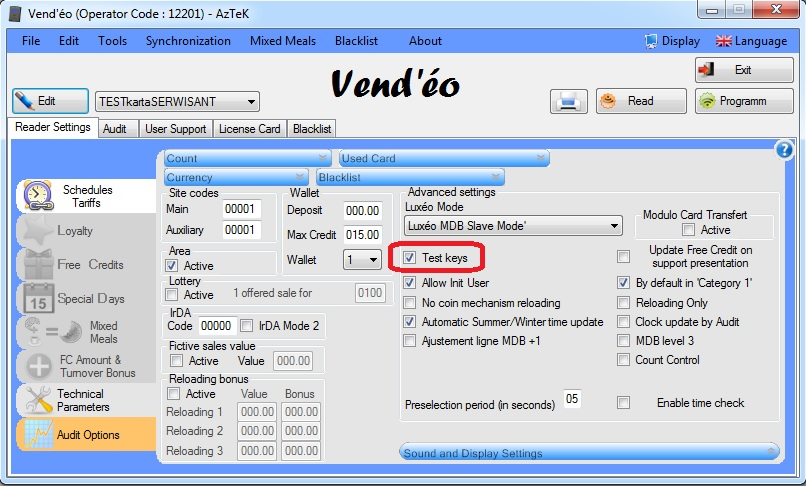 Vend'éo (Operator Code : 12201) - AzTeK
File Edit Tools Synchronization Mixed Meals Blacklist About Display Language
Vend'éo
Exit
Edit TESTkartaSERWISANT Read Programm
Reader Settings Audit User Support License Card Blacklist
?
Schedules
Tariffs
Loyalty
Free Credits
Special Days
15
Mixed
Meals
FC Amount &
Turnover Bonus
Technical
Parameters
Audit Options
Count Used Card
Currency Blacklist
Site codes
Main 00001
Auxiliary 00001
Area
Active
Lottery
Active 1 offered sale for 0100
IrDA
Code 00000 IrDA Mode 2
Fictive sales value
Active Value 000.00
Reloading bonus
Active Value Bonus
Reloading 1 000.00 000.00
Reloading 2 000.00 000.00
Reloading 3 000.00 000.00
Wallet
Deposit 000.00
Max Credit 015.00
Wallet 1
Advanced settings
Luxéo Mode
Luxéo MDB Slave Mode'
Modulo Card Transfert
Active
Test keys
Update Free Credit on
support presentation
Allow Init User By default in 'Category 1'
No coin mechanism reloading Reloading Only
Automatic Summer/Winter time update Clock update by Audit
Ajustement ligne MDB +1 MDB level 3
Count Control
Preselection period (in seconds) 05 Enable time check
Sound and Display Settings